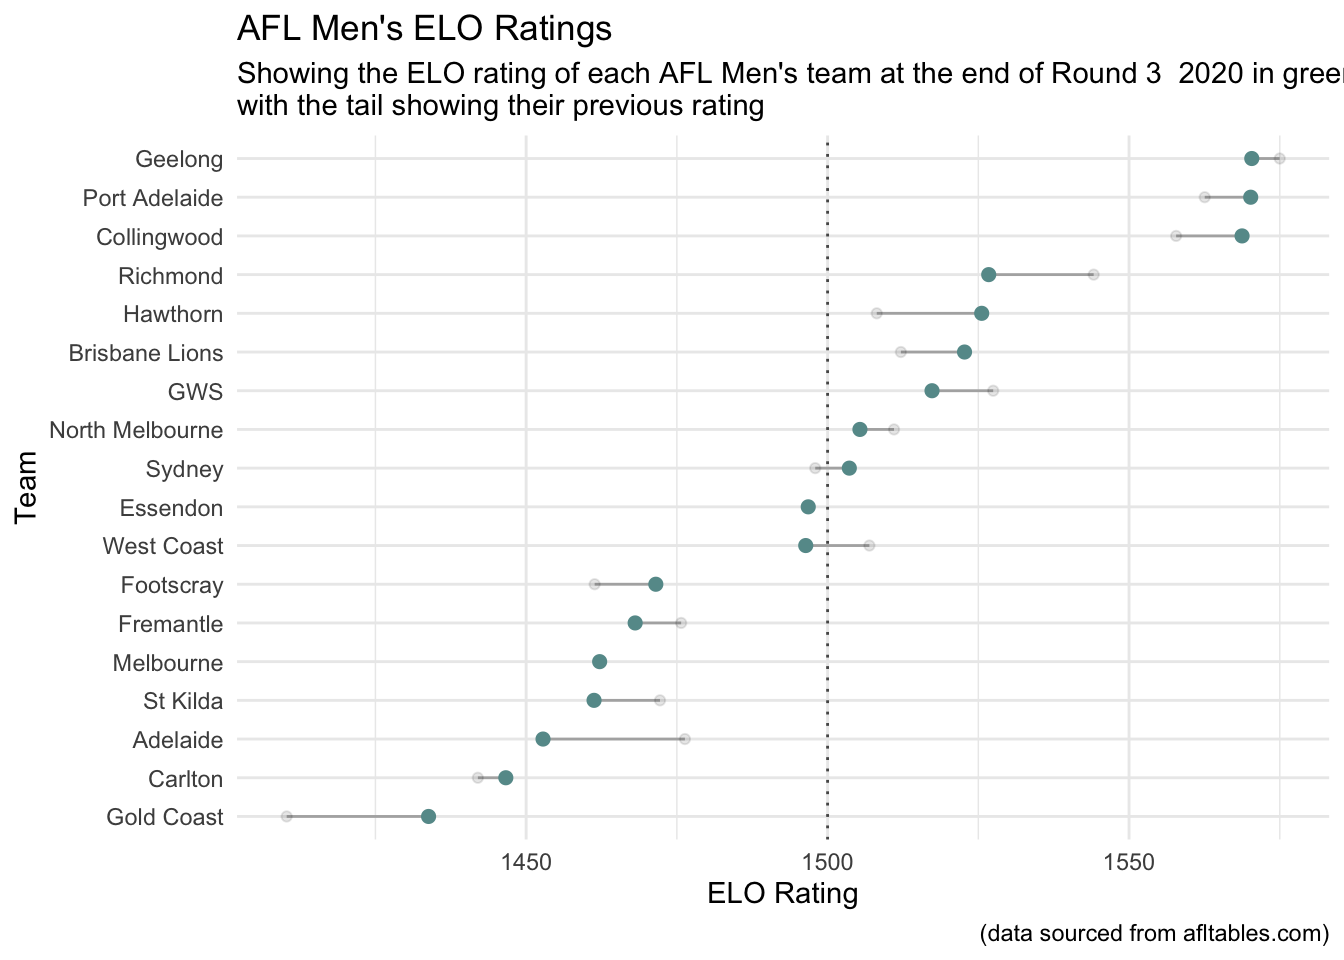 AFL Men's ELO Ratings
Showing the ELO rating of each AFL Men's team at the end of Round 3  2020 in
with the tail showing their previous rating
Geelong
Port Adelaide
Collingwood
Richmond
Hawthorn
Brisbane Lions
GWS
North Melbourne
Sydney
Essendon
West Coast
Footscray
Fremantle
Melbourne
St Kilda
Adelaide
Carlton
Gold Coast
Team
1450 1500 1550
ELO Rating
(data sourced from afltables.com)